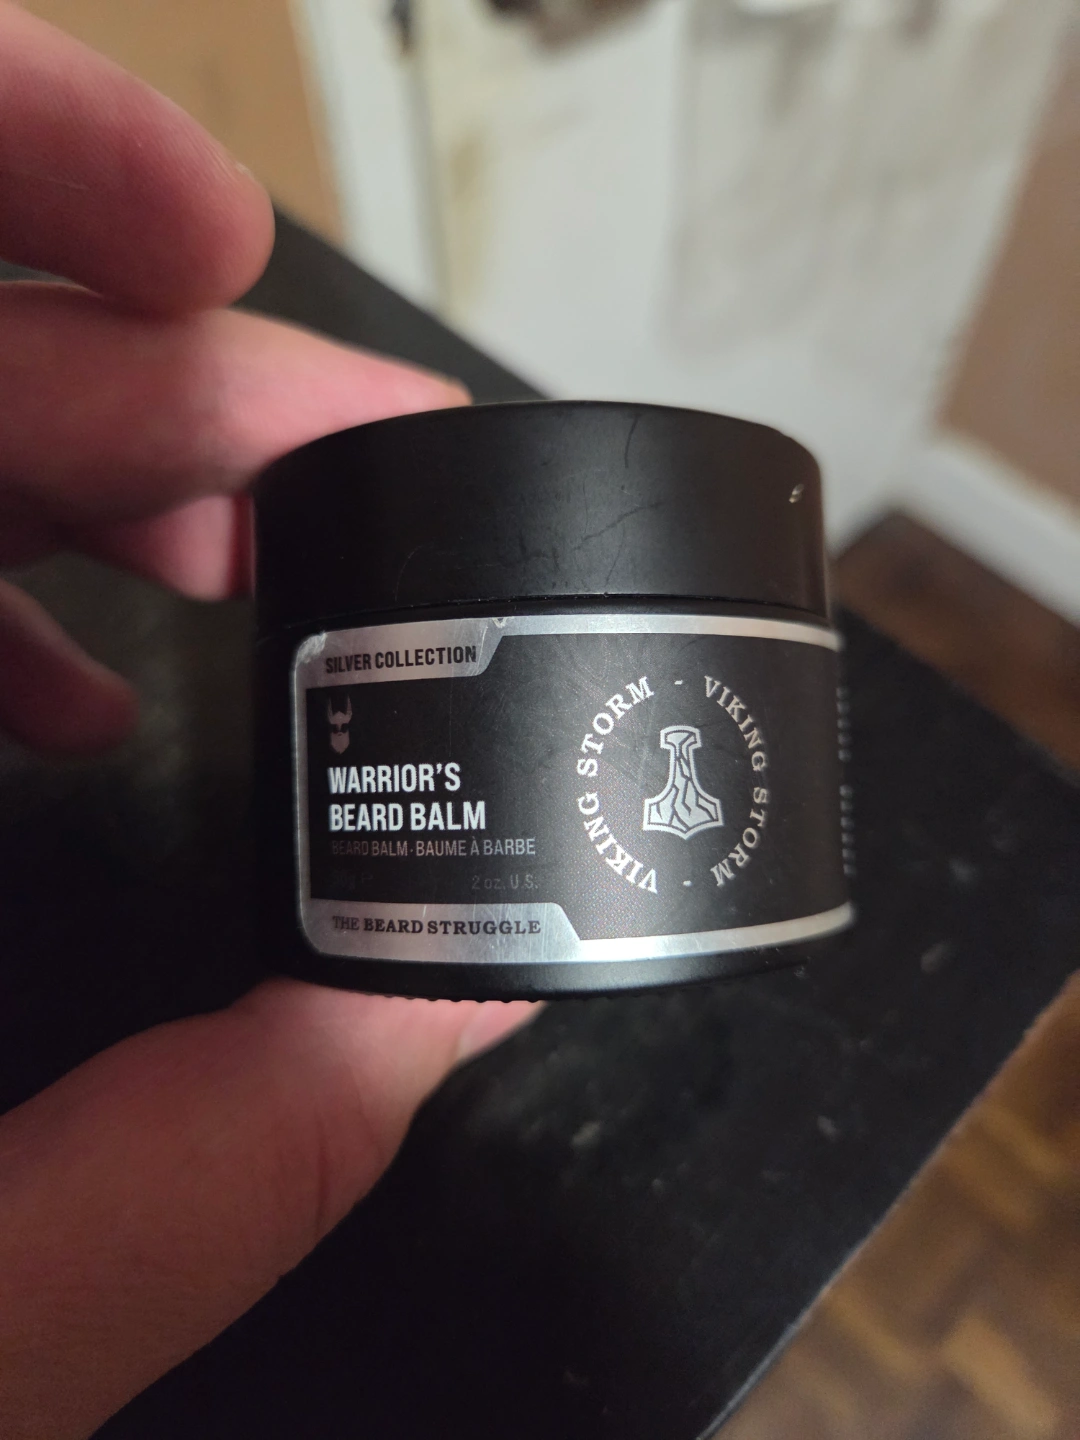 SILVER COLLECTION
WARRIOR'S
BEARD BALM
BEARD BALM · BAUME À BARBE
2 oz. U.S.
THE BEARD STRUGGLE
VIKING STORM - VIKING STORM -